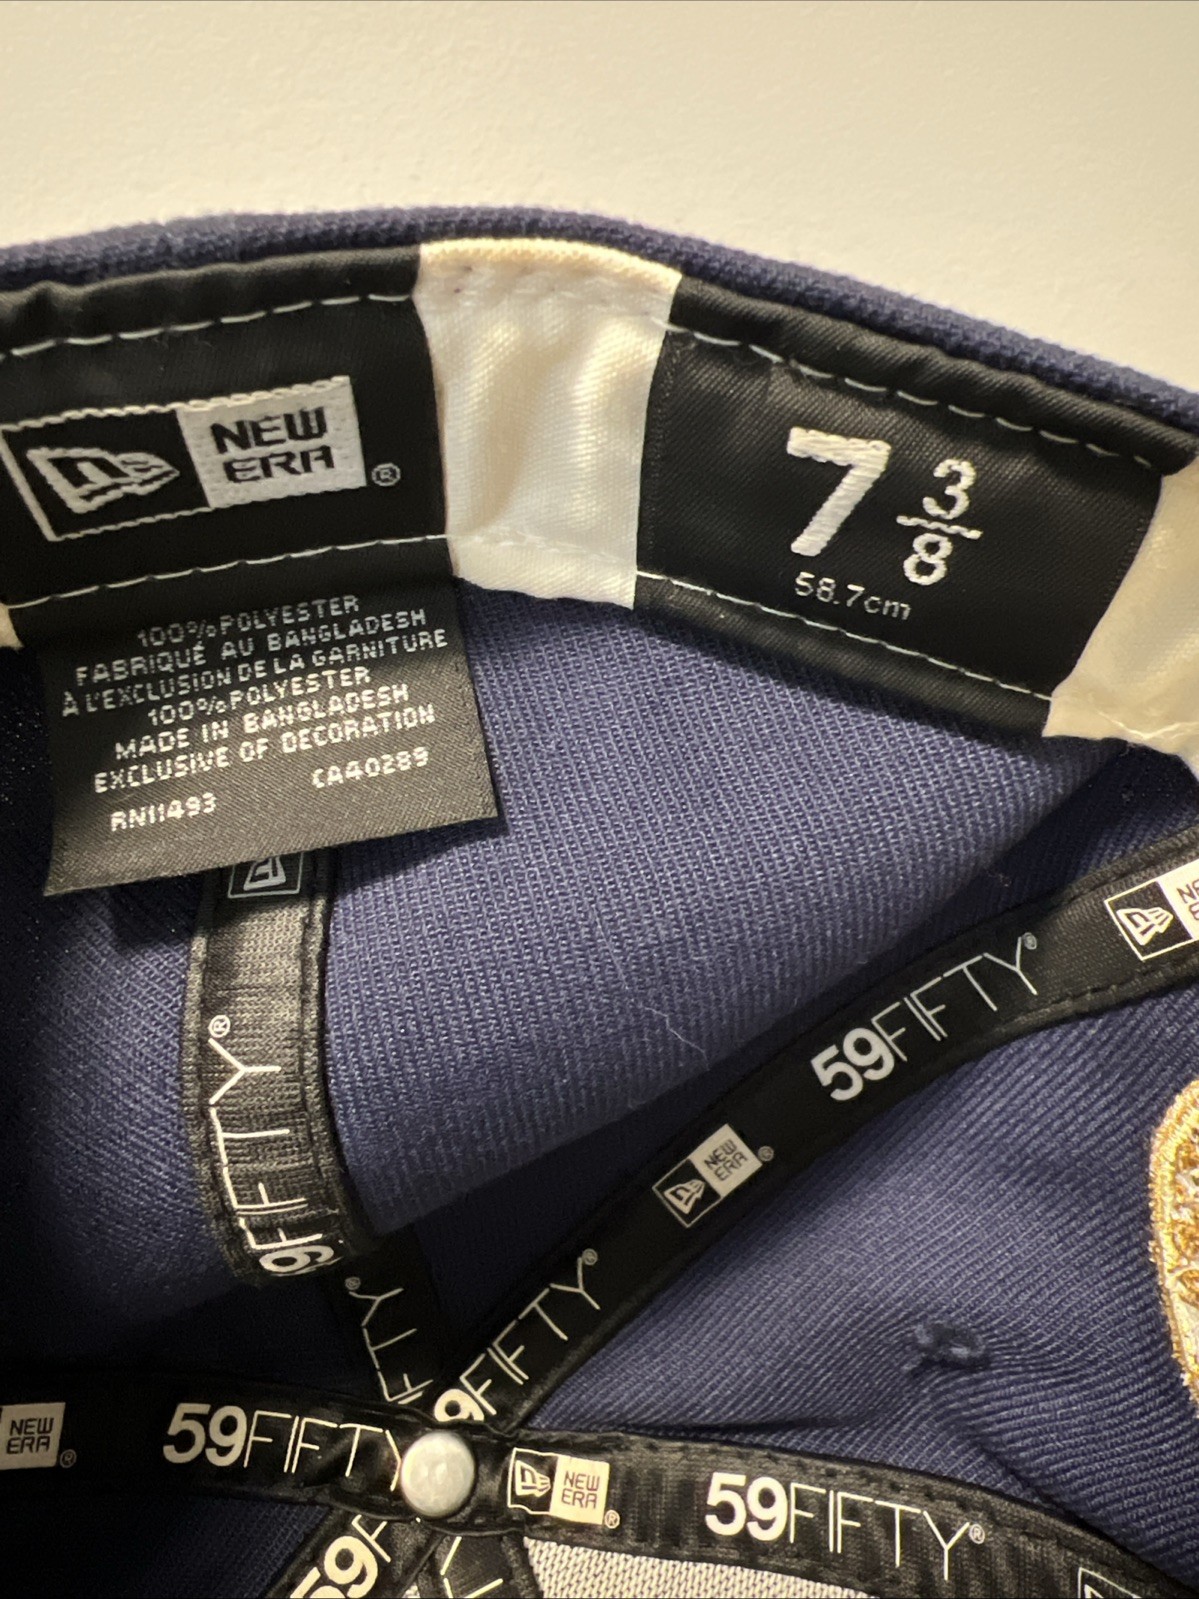 NEW
ERA
®
7 3/8
58.7cm
100% POLYESTER
FABRIQUÉ AU BANGLADESH
À L'EXCLUSION DE LA GARNITURE
100% POLYESTER
MADE IN BANGLADESH
EXCLUSIVE OF DECORATION
CA40289
RN11493
59FIFTY®
59FIFTY®
NEW
ERA
®
FIFTY®
59FIFTY®
NEW
ERA
®
59FIFTY
NEW
ERA
®
59FIFTY®